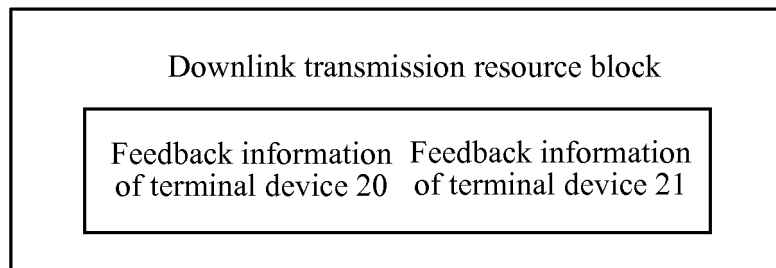 Downlink transmission resource block
Feedback information of terminal device 20
Feedback information of terminal device 21